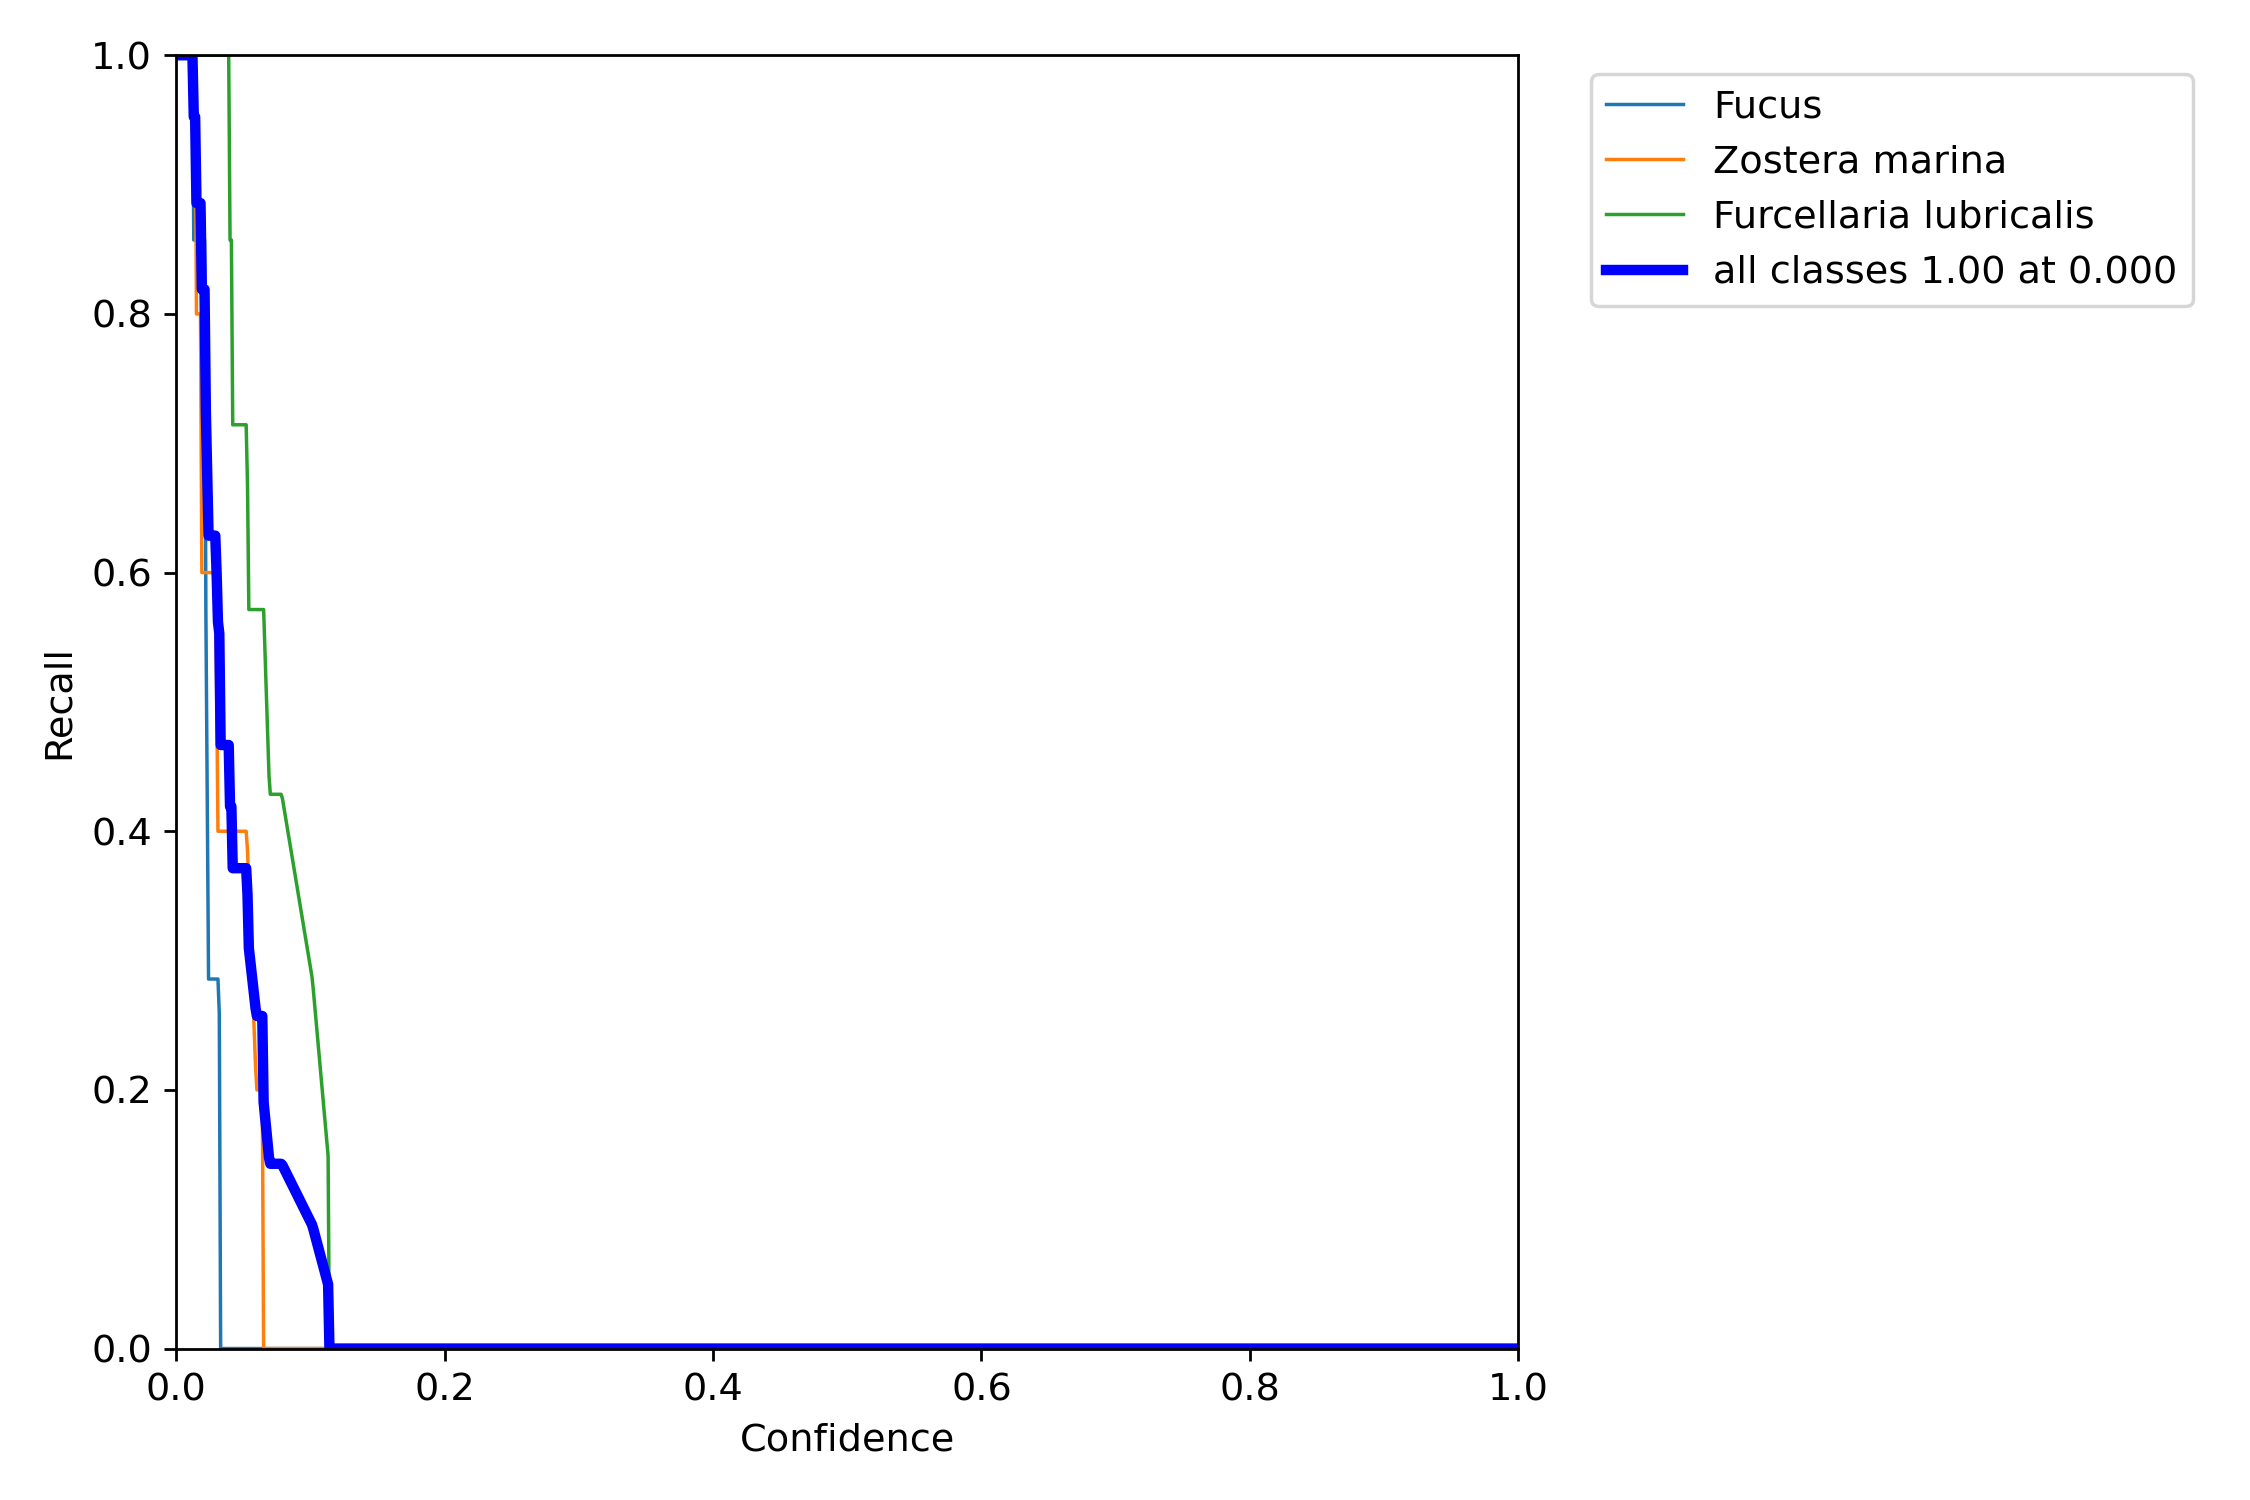 Fucus
Zostera marina
Furcellaria lubricalis
all classes 1.00 at 0.000
1.0
0.8
0.6
0.4
0.2
0.0
Recall
0.0 0.2 0.4 0.6 0.8 1.0
Confidence